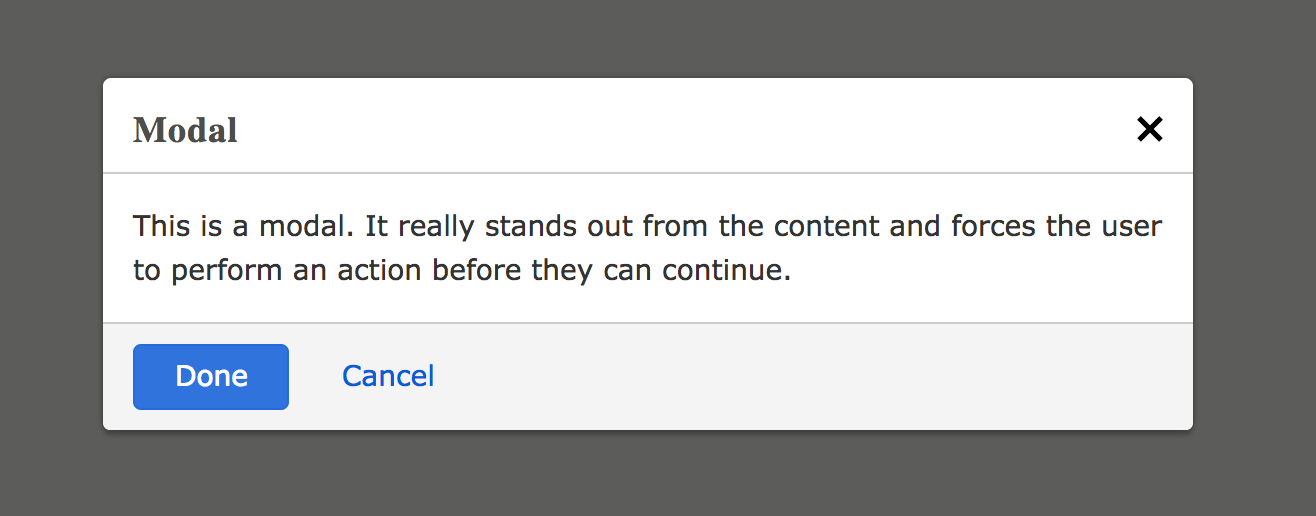 Modal
This is a modal. It really stands out from the content and forces the user
to perform an action before they can continue.
Done
Cancel